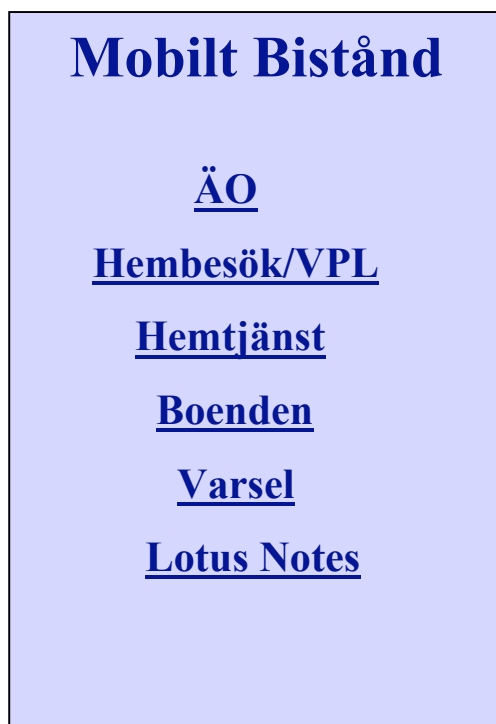 Mobilt Bistånd
ÄO
Hembesök/VPL
Hemtjänst
Boenden
Varsel
Lotus Notes